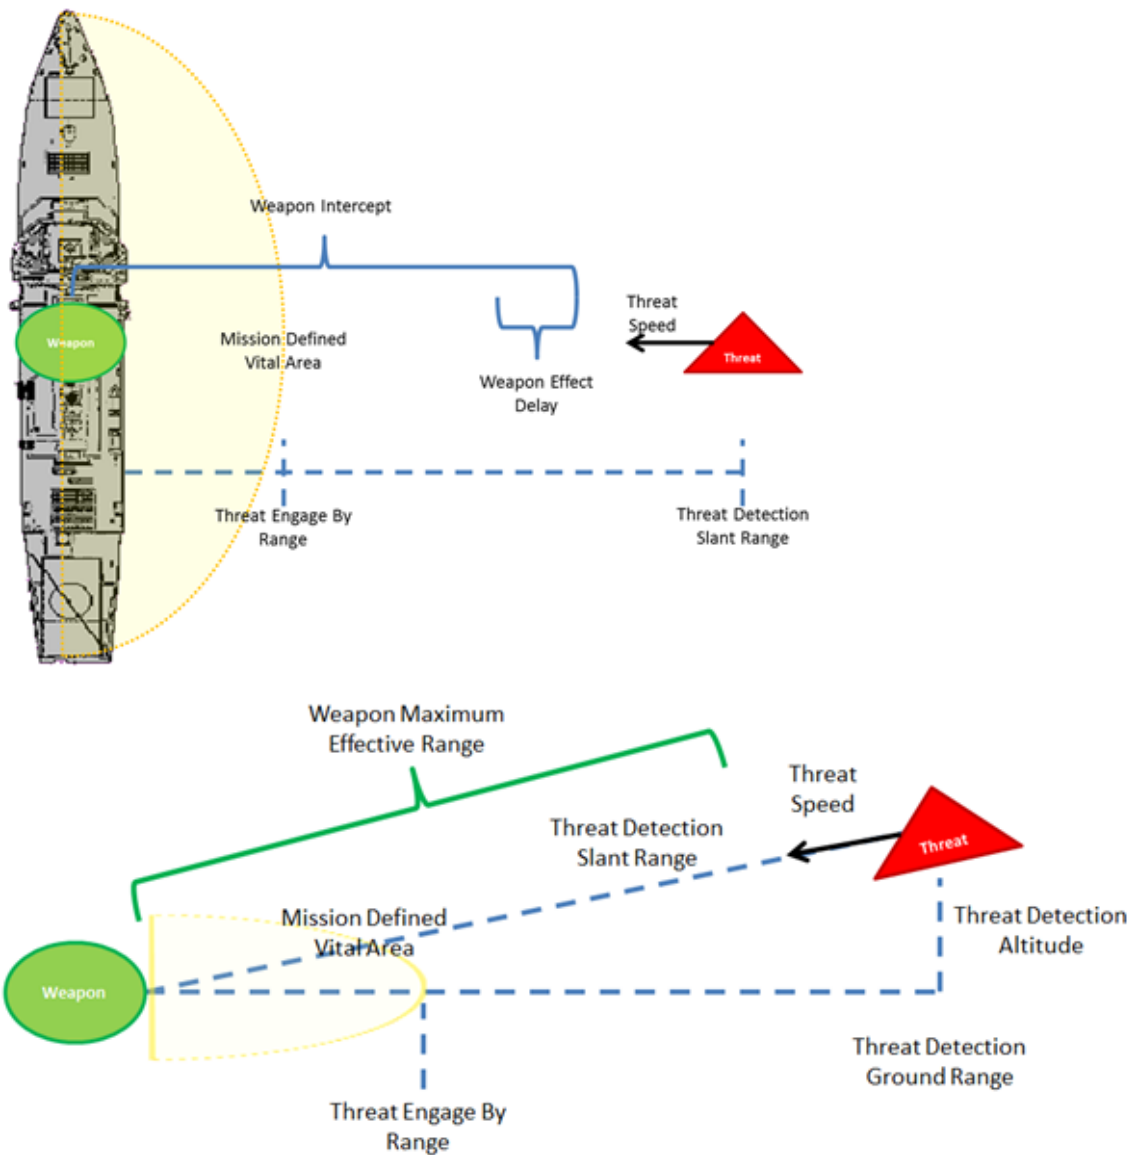 Weapon Intercept
Threat
Speed
Weapon
Mission Defined
Vital Area
Threat
Weapon Effect
Delay
Threat Engage By
Range
Threat Detection
Slant Range
Weapon Maximum
Effective Range
Threat
Speed
Threat Detection
Slant Range
Threat
Mission Defined
Vital Area
Threat Detection
Altitude
Weapon
Threat Detection
Ground Range
Threat Engage By
Range